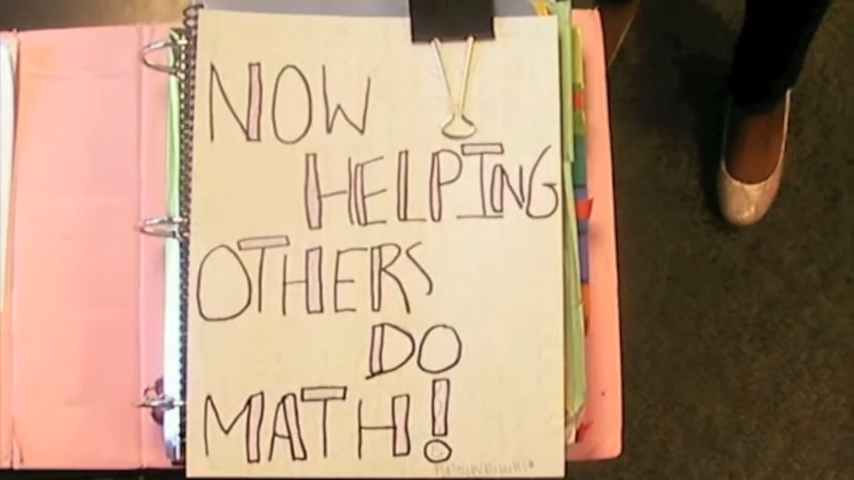 NOW
HELPING
OTHERS
DO
MATH!